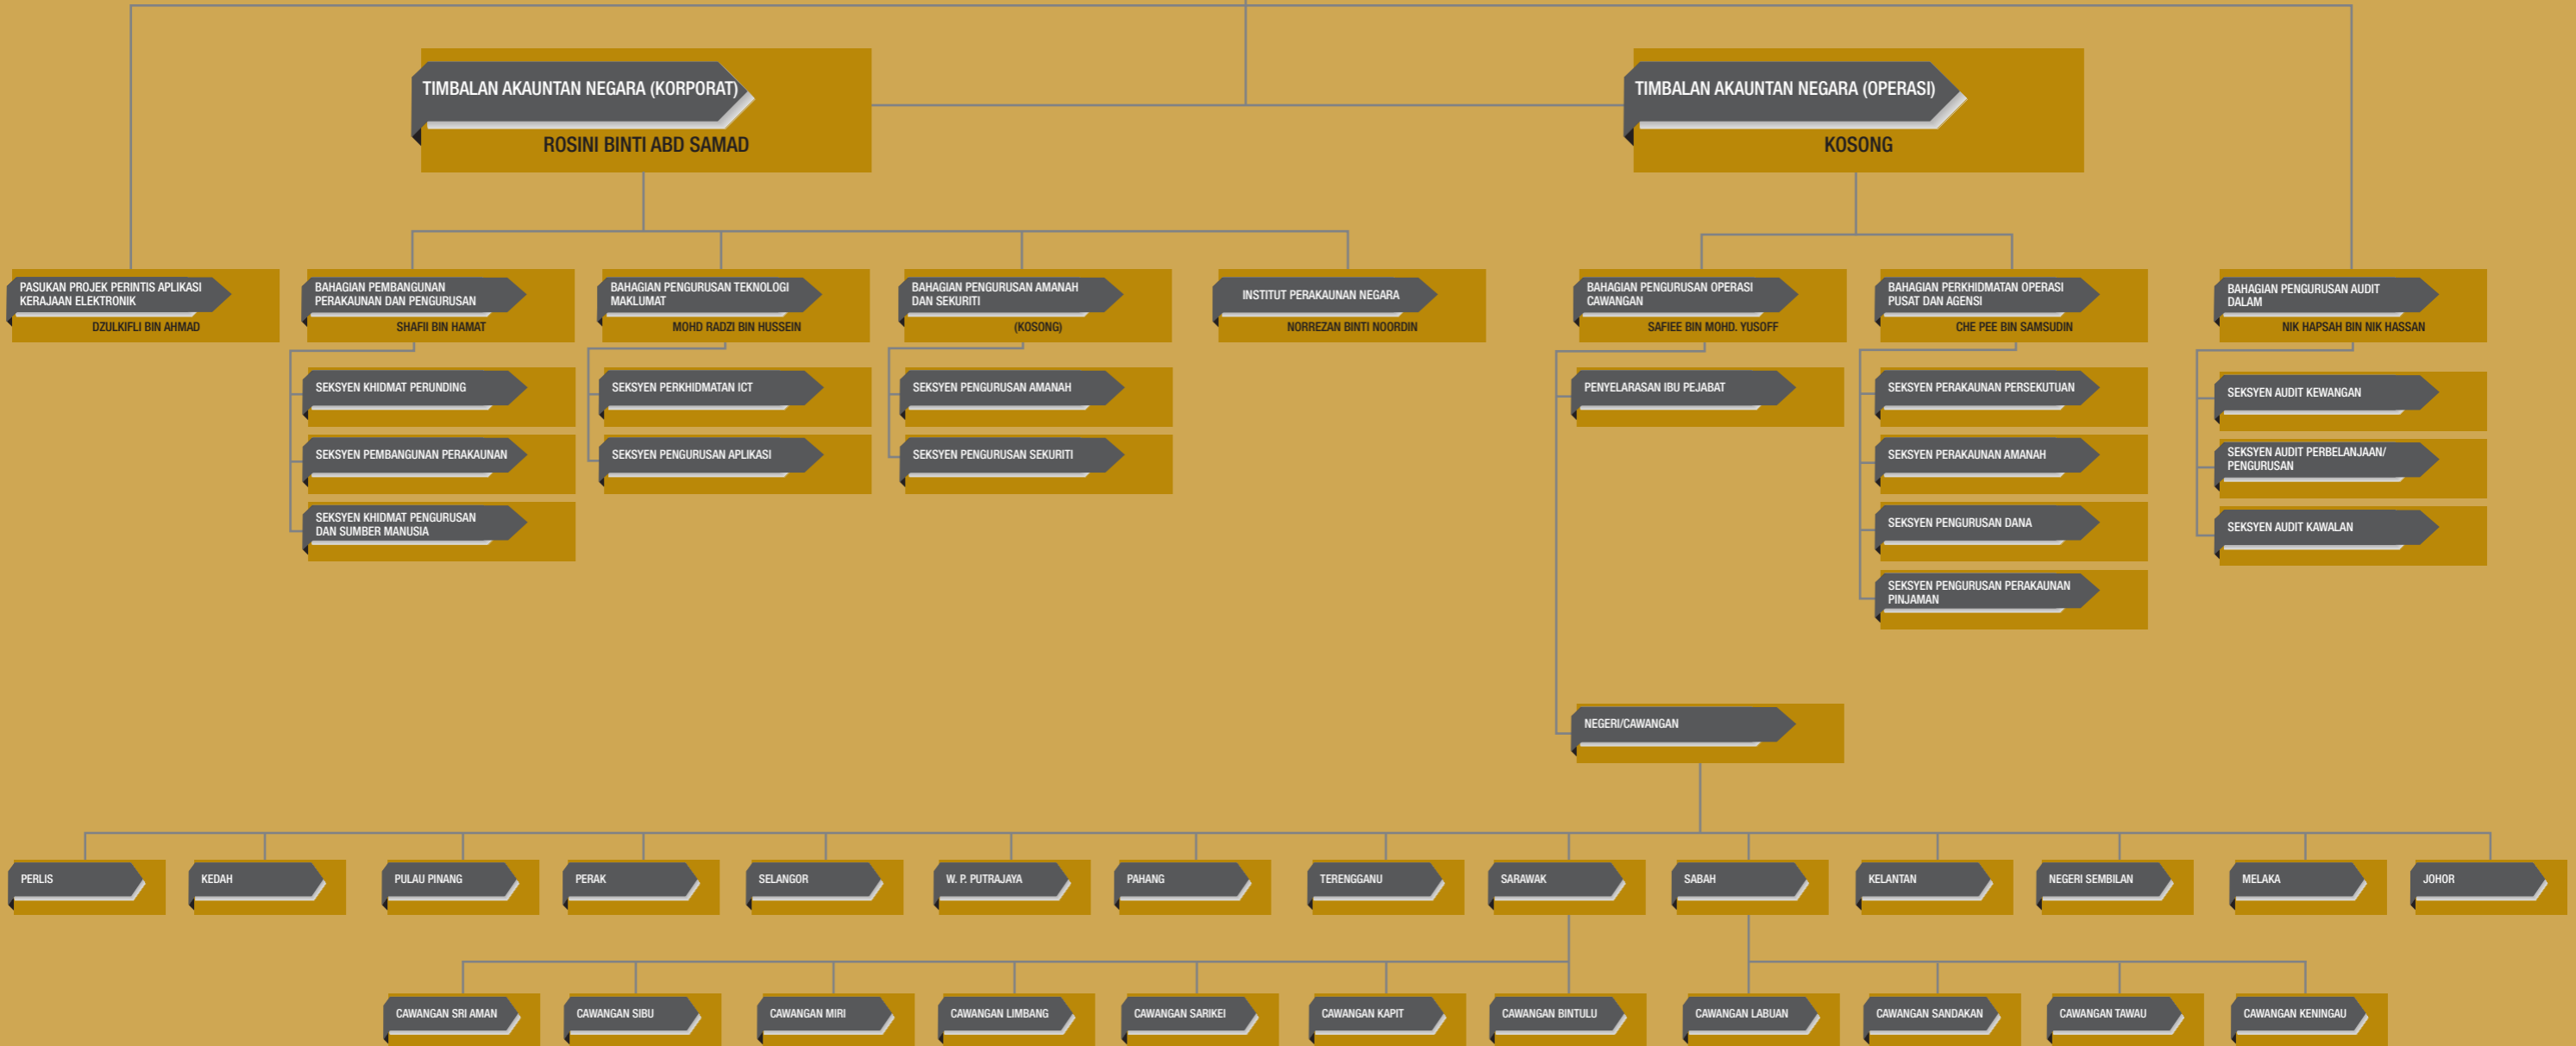 TIMBALAN AKAUNTAN NEGARA (KORPORAT)
ROSINI BINTI ABD SAMAD
TIMBALAN AKAUNTAN NEGARA (OPERASI)
KOSONG
PASUKAN PROJEK PERINTIS APLIKASI
KERAJAAN ELEKTRONIK
DZULKIFLI BIN AHMAD
BAHAGIAN PEMBANGUNAN
PERAKAUNAN DAN PENGURUSAN
SHAFII BIN HAMAT
BAHAGIAN PENGURUSAN TEKNOLOGI
MAKLUMAT
MOHD RADZI BIN HUSSEIN
BAHAGIAN PENGURUSAN AMANAH
DAN SEKURITI
(KOSONG)
INSTITUT PERAKAUNAN NEGARA
NORREZAN BINTI NOORDIN
BAHAGIAN PENGURUSAN OPERASI
CAWANGAN
SAFIEE BIN MOHD. YUSOFF
BAHAGIAN PERKHIDMATAN OPERASI
PUSAT DAN AGENSI
CHE PEE BIN SAMSUDIN
BAHAGIAN PENGURUSAN AUDIT
DALAM
NIK HAPSAH BIN NIK HASSAN
SEKSYEN KHIDMAT PERUNDING
SEKSYEN PEMBANGUNAN PERAKAUNAN
SEKSYEN KHIDMAT PENGURUSAN
DAN SUMBER MANUSIA
SEKSYEN PERKHIDMATAN ICT
SEKSYEN PENGURUSAN APLIKASI
SEKSYEN PENGURUSAN AMANAH
SEKSYEN PENGURUSAN SEKURITI
PENYELARASAN IBU PEJABAT
SEKSYEN PERAKAUNAN PERSEKUTUAN
SEKSYEN PERAKAUNAN AMANAH
SEKSYEN PENGURUSAN DANA
SEKSYEN PENGURUSAN PERAKAUNAN
PINJAMAN
SEKSYEN AUDIT KEWANGAN
SEKSYEN AUDIT PERBELANJAAN/
PENGURUSAN
SEKSYEN AUDIT KAWALAN
NEGERI/CAWANGAN
PERLIS
KEDAH
PULAU PINANG
PERAK
SELANGOR
W. P. PUTRAJAYA
PAHANG
TERENGGANU
SARAWAK
SABAH
KELANTAN
NEGERI SEMBILAN
MELAKA
JOHOR
CAWANGAN SRI AMAN
CAWANGAN SIBU
CAWANGAN MIRI
CAWANGAN LIMBANG
CAWANGAN SARIKEI
CAWANGAN KAPIT
CAWANGAN BINTULU
CAWANGAN LABUAN
CAWANGAN SANDAKAN
CAWANGAN TAWAU
CAWANGAN KENINGAU